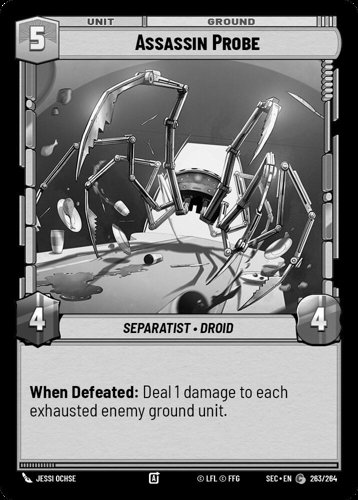 UNIT
GROUND
5
ASSASSIN PROBE
4
4
SEPARATIST • DROID
When Defeated: Deal 1 damage to each
exhausted enemy ground unit.
JESSI OCHSE
© LFL © FFG
SEC • EN
C
263/264